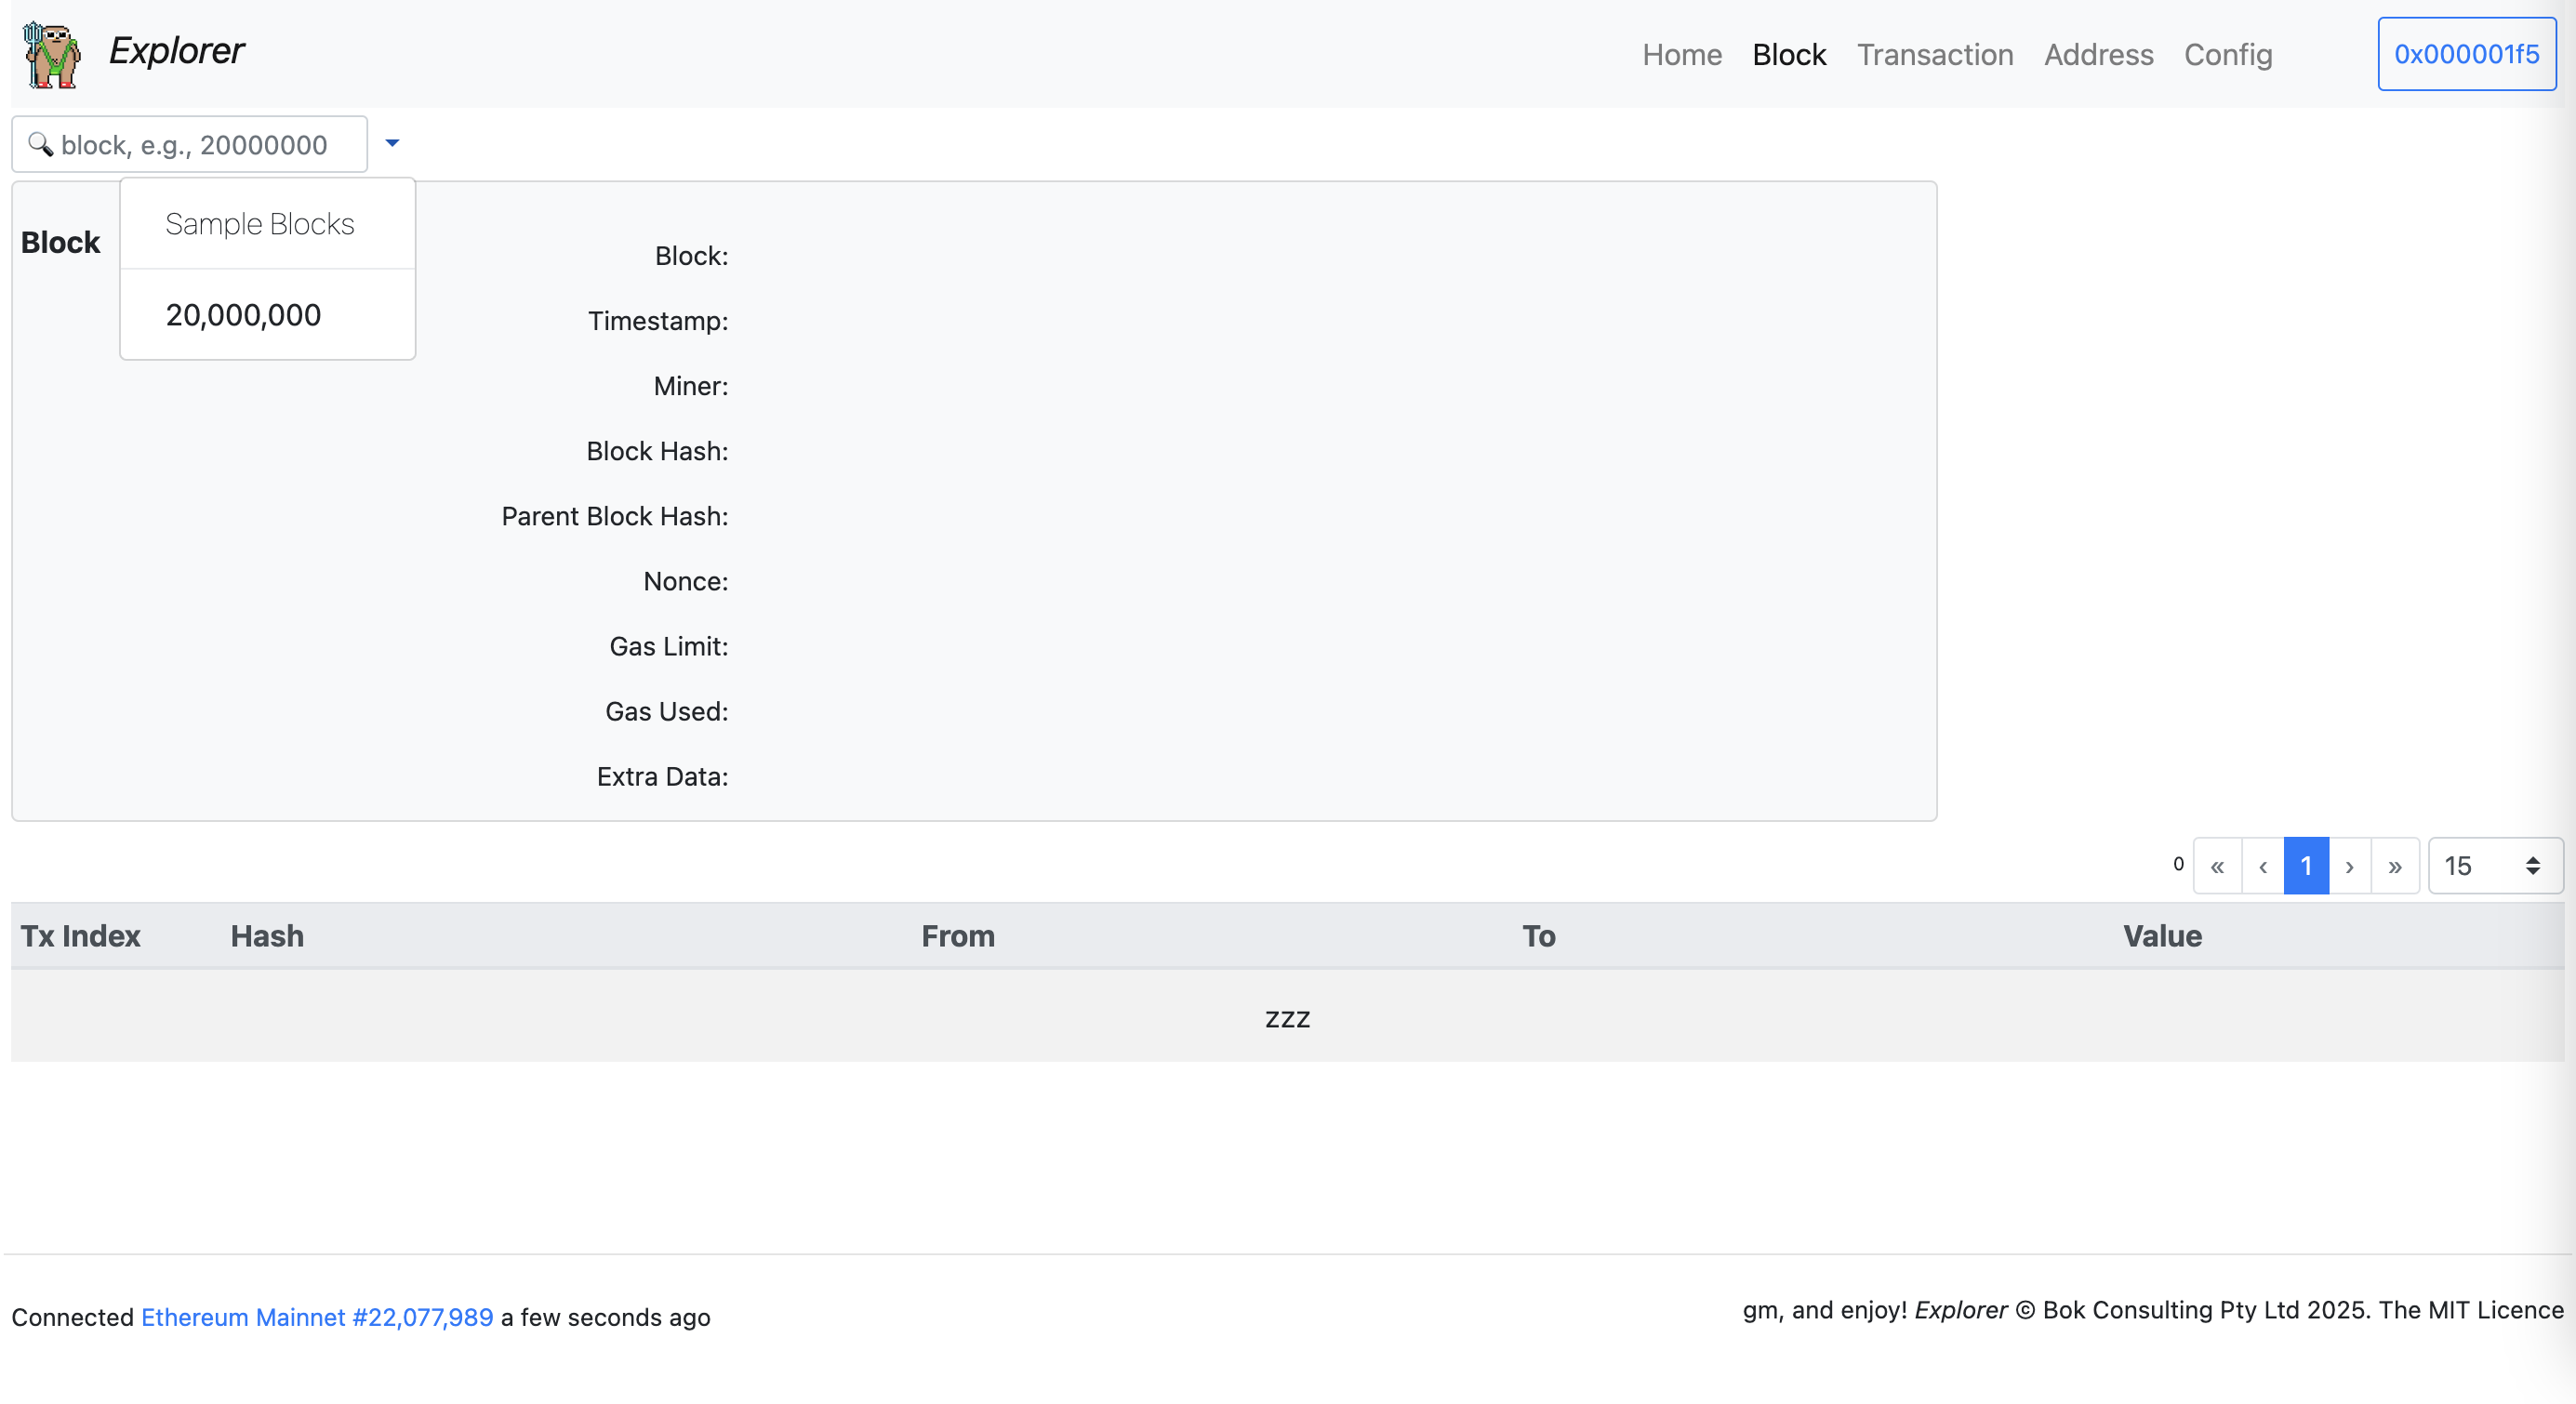 Explorer
Home Block Transaction Address Config 0x000001f5
block, e.g., 20000000
Sample Blocks
20,000,000
Block
Block:
Timestamp:
Miner:
Block Hash:
Parent Block Hash:
Nonce:
Gas Limit:
Gas Used:
Extra Data:
0 « ‹ 1 › » 15
Tx Index Hash From To Value
zzz
Connected Ethereum Mainnet #22,077,989 a few seconds ago
gm, and enjoy! Explorer © Bok Consulting Pty Ltd 2025. The MIT Licence